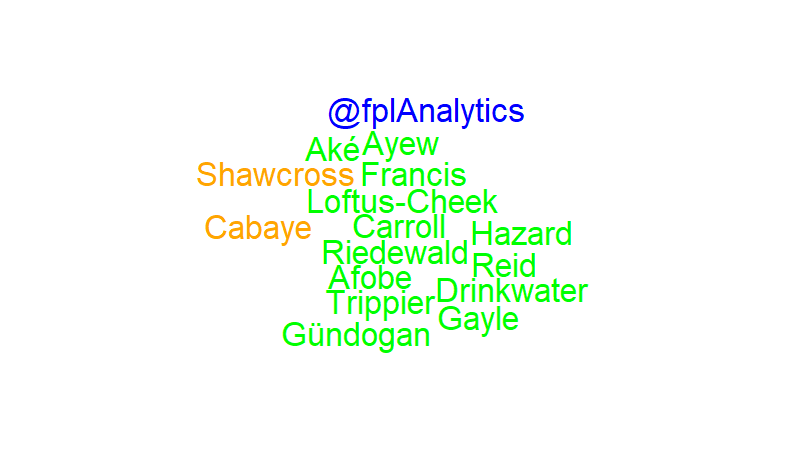 @fplAnalytics
Aké Ayew
Shawcross Francis
Loftus-Cheek
Cabaye Carroll Hazard
Riedewald Reid
Afobe Drinkwater
Trippier Gayle
Gündogan